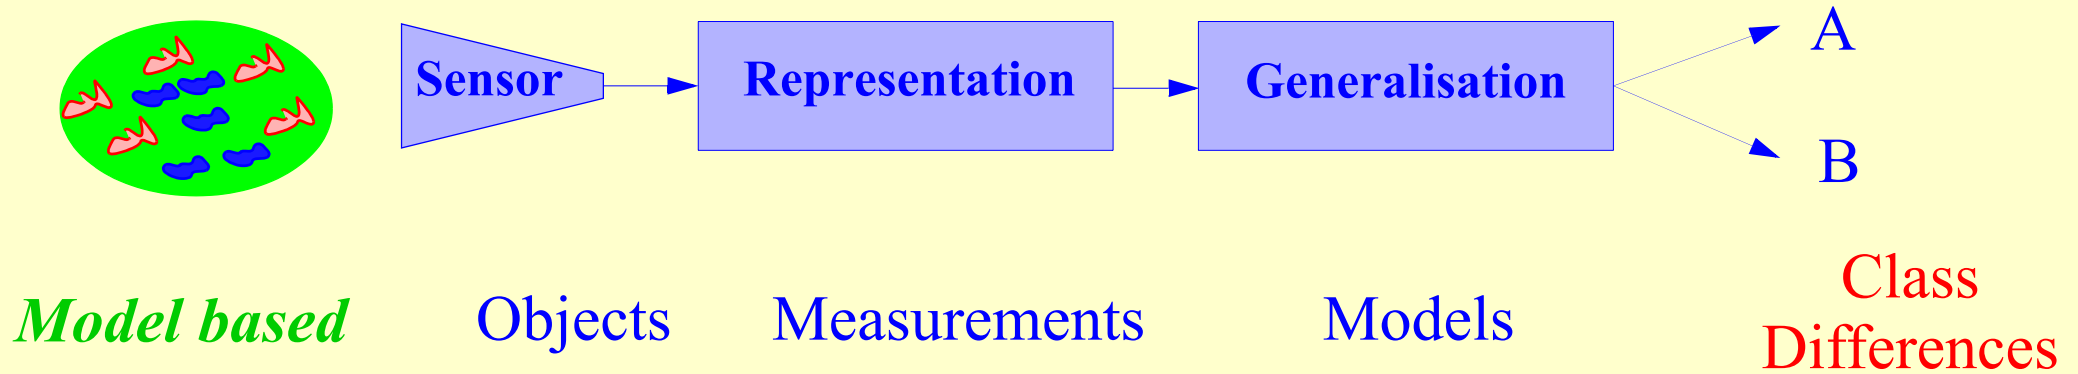 Sensor
Representation
Generalisation
A
B
Model based
Objects
Measurements
Models
Class
Differences